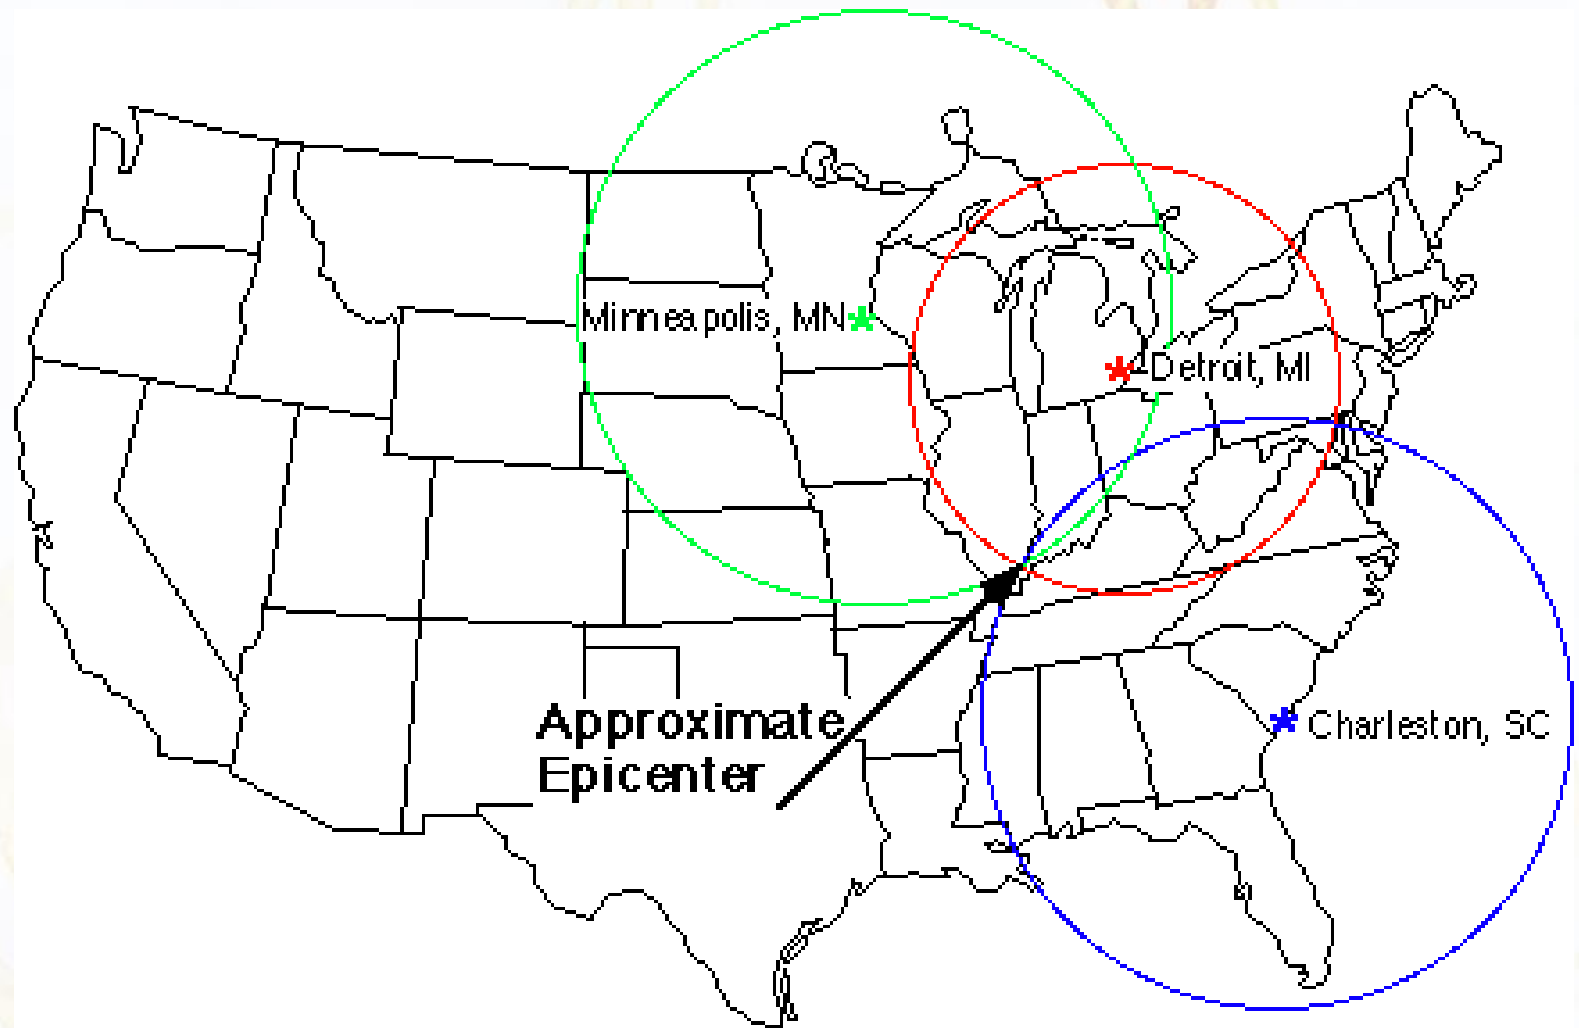 Minneapolis, MN
Detroit, MI
Approximate
Epicenter
Charleston, SC